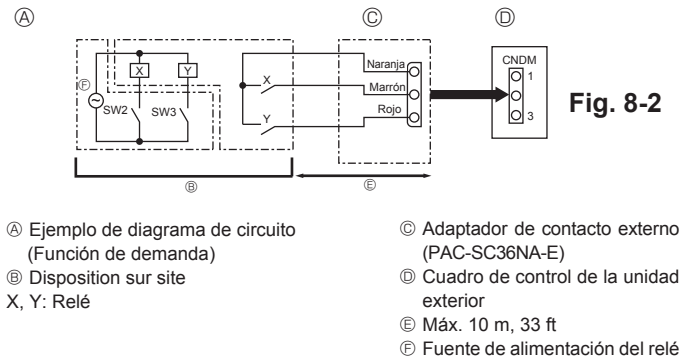 Ⓐ
Ⓒ
Ⓓ
Naranja
CNDM
Ⓕ
X
Y
1
X
Marrón
SW2
SW3
Rojo
3
Y
Fig. 8-2
Ⓑ
Ⓔ
Ⓐ Ejemplo de diagrama de circuito
(Función de demanda)
Ⓑ Disposition sur site
X, Y: Relé
Ⓒ Adaptador de contacto externo
(PAC-SC36NA-E)
Ⓓ Cuadro de control de la unidad
exterior
Ⓔ Máx. 10 m, 33 ft
Ⓕ Fuente de alimentación del relé